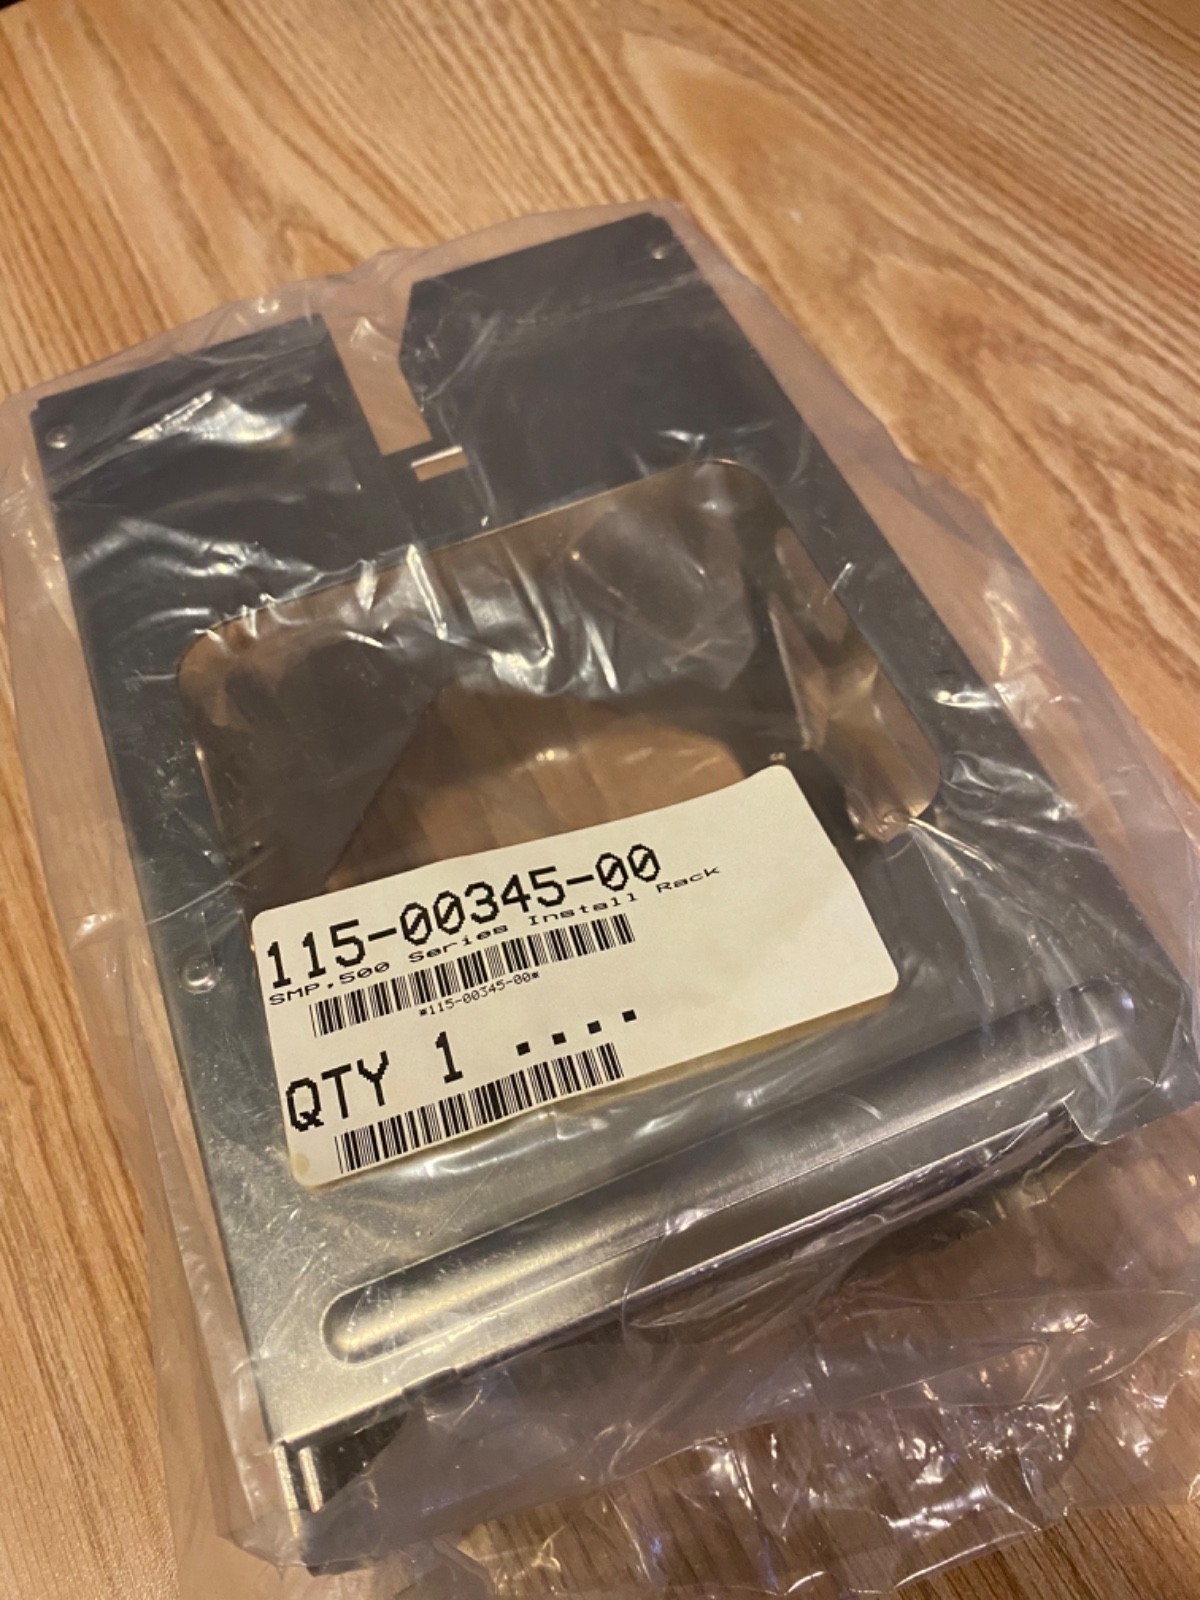 115-00345-00
SMP,500 Series Install Rack
*115-00345-00*
QTY 1 ....